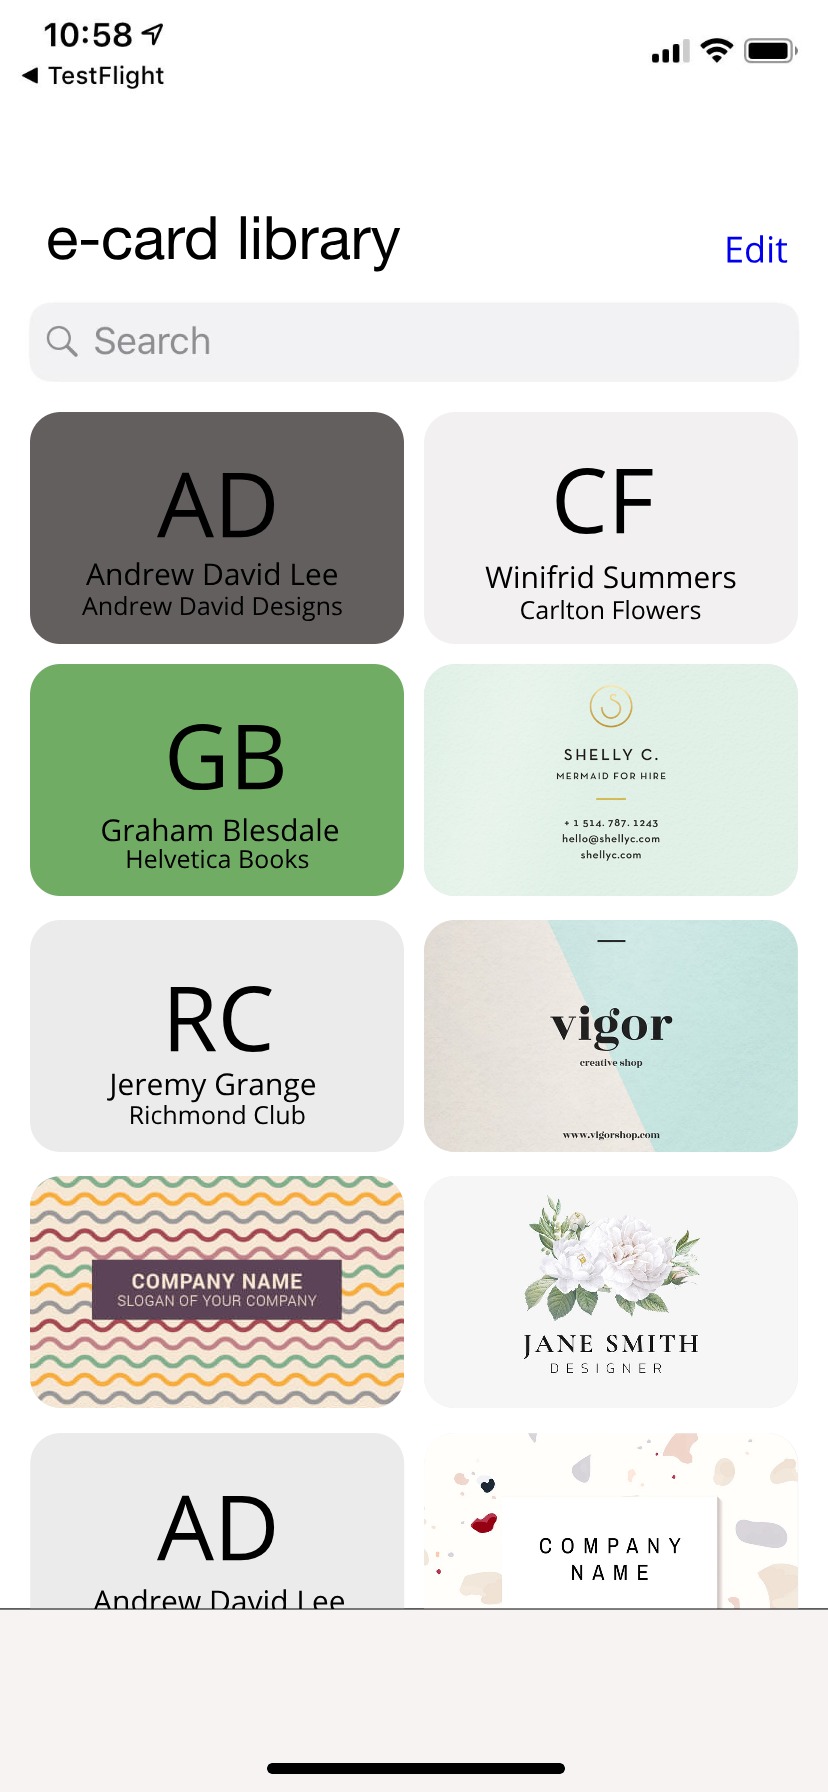 10:58
◀ TestFlight
e-card library
Edit
Search
AD
Andrew David Lee
Andrew David Designs
CF
Winifrid Summers
Carlton Flowers
GB
Graham Blesdale
Helvetica Books
S
SHELLY C.
MERMAID FOR HIRE
+ 1 514. 787. 1243
hello@shellyc.com
shellyc.com
RC
Jeremy Grange
Richmond Club
vigor
creative shop
www.vigorshop.com
COMPANY NAME
SLOGAN OF YOUR COMPANY
JANE SMITH
DESIGNER
AD
Andrew David Lee
COMPANY
NAME